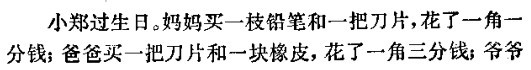 小郑过生日。妈妈买一枝铅笔和一把刀片,花了一角一
分钱;爸爸买一把刀片和一块橡皮,花了一角三分钱;爷爷